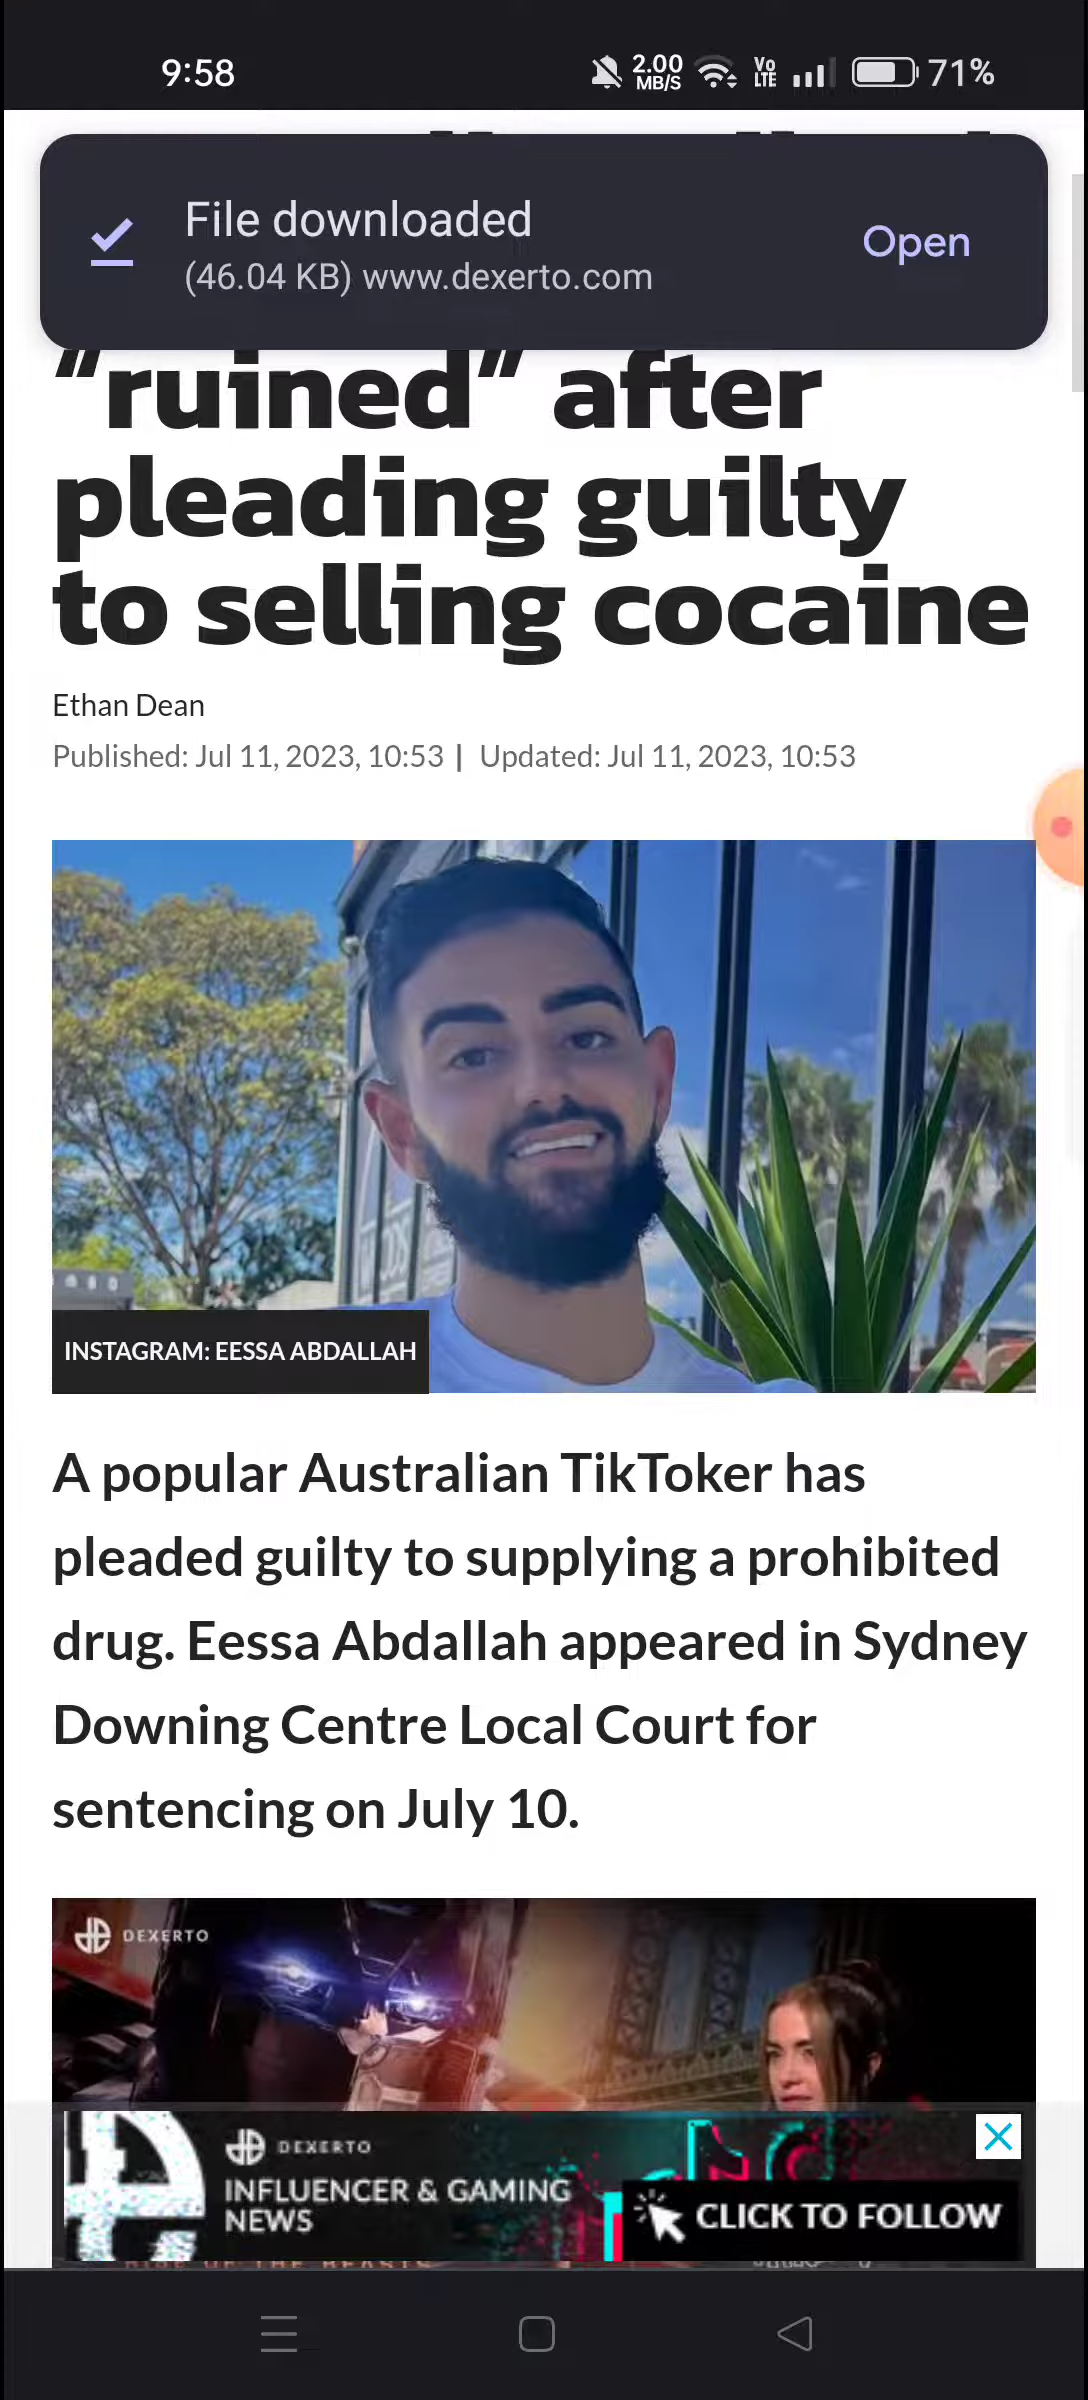 9:58
2.00
MB/S
Vo
LTE
71%
File downloaded
Open
(46.04 KB) www.dexerto.com
“ruined” after
pleading guilty
to selling cocaine
Ethan Dean
Published: Jul 11, 2023, 10:53 | Updated: Jul 11, 2023, 10:53
INSTAGRAM: EESSA ABDALLAH
A popular Australian TikToker has
pleaded guilty to supplying a prohibited
drug. Eessa Abdallah appeared in Sydney
Downing Centre Local Court for
sentencing on July 10.
DEXERTO
DEXERTO
INFLUENCER & GAMING
NEWS
CLICK TO FOLLOW